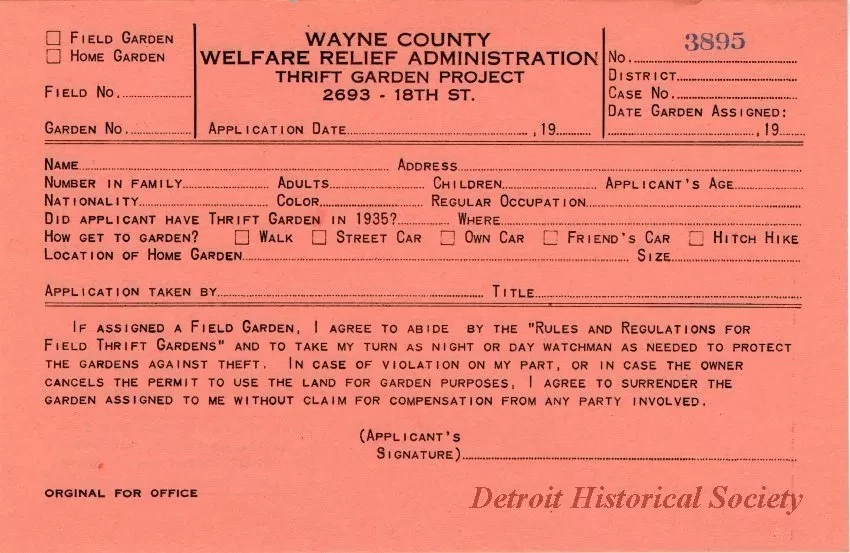 ☐ FIELD GARDEN
☐ HOME GARDEN
FIELD NO.
GARDEN NO.
WAYNE COUNTY
WELFARE RELIEF ADMINISTRATION
THRIFT GARDEN PROJECT
2693 - 18TH ST.
APPLICATION DATE , 19
3895
NO.
DISTRICT
CASE NO.
DATE GARDEN ASSIGNED:
, 19
NAME ADDRESS
NUMBER IN FAMILY ADULTS CHILDREN APPLICANT'S AGE
NATIONALITY COLOR REGULAR OCCUPATION
DID APPLICANT HAVE THRIFT GARDEN IN 1935? WHERE
HOW GET TO GARDEN? ☐ WALK ☐ STREET CAR ☐ OWN CAR ☐ FRIEND'S CAR ☐ HITCH HIKE
LOCATION OF HOME GARDEN SIZE
APPLICATION TAKEN BY TITLE
IF ASSIGNED A FIELD GARDEN, I AGREE TO ABIDE BY THE "RULES AND REGULATIONS FOR
FIELD THRIFT GARDENS" AND TO TAKE MY TURN AS NIGHT OR DAY WATCHMAN AS NEEDED TO PROTECT
THE GARDENS AGAINST THEFT. IN CASE OF VIOLATION ON MY PART, OR IN CASE THE OWNER
CANCELS THE PERMIT TO USE THE LAND FOR GARDEN PURPOSES, I AGREE TO SURRENDER THE
GARDEN ASSIGNED TO ME WITHOUT CLAIM FOR COMPENSATION FROM ANY PARTY INVOLVED.
(APPLICANT'S
SIGNATURE)
ORGINAL FOR OFFICE
Detroit Historical Society